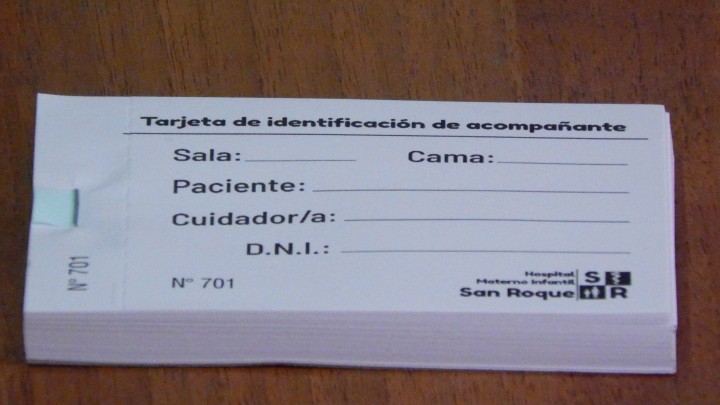 Tarjeta de identificación de acompañante
Sala: Cama:
Paciente:
Cuidador/a:
D.N.I.:
Nº 701
Nº 701
Hospital
Materno Infantil
San Roque
S
R